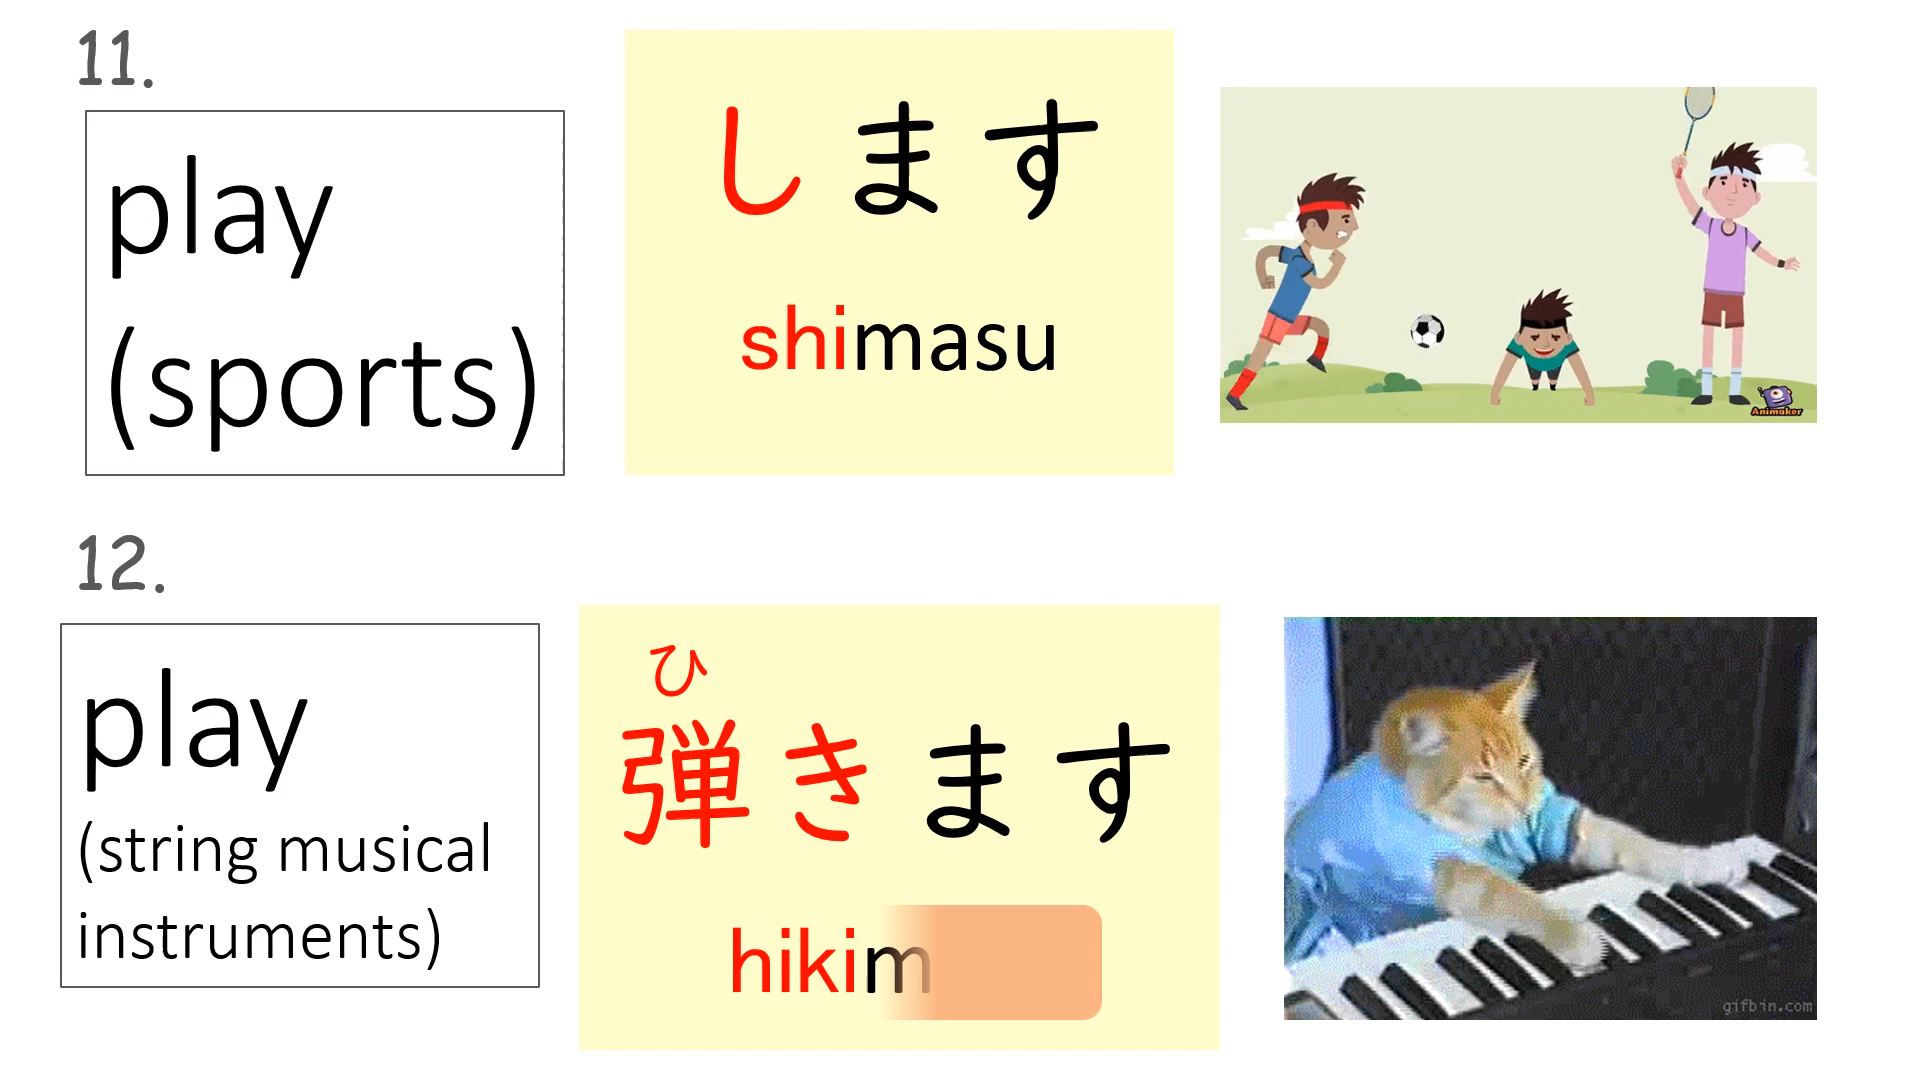 11.
play
(sports)
します
shimasu
Animaker
12.
play
(string musical
instruments)
ひ
弾きます
hikim
gifbin.com